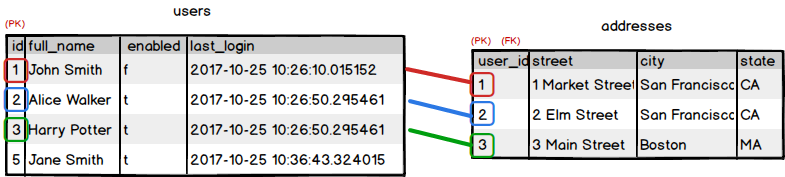 users
(PK)
id full_name enabled last_login
1 John Smith f 2017-10-25 10:26:10.015152
2 Alice Walker t 2017-10-25 10:26:50.295461
3 Harry Potter t 2017-10-25 10:26:50.295461
5 Jane Smith t 2017-10-25 10:36:43.324015
addresses
(PK) (FK)
user_id street city state
1 1 Market Street San Francisco CA
2 2 Elm Street San Francisco CA
3 3 Main Street Boston MA